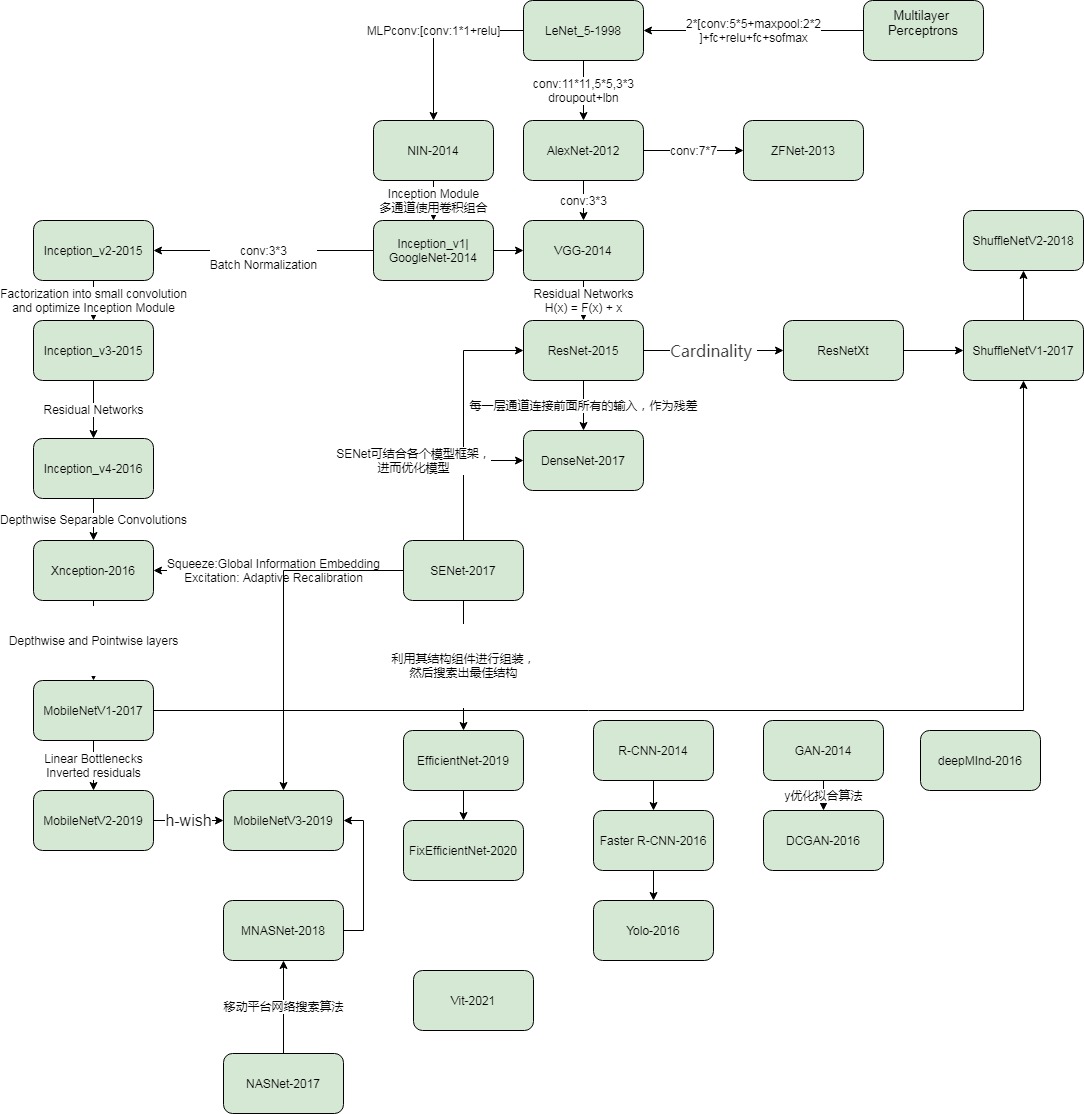 Multilayer
Perceptrons
2*[conv:5*5+maxpool:2*2
]+fc+relu+fc+sofmax
LeNet_5-1998
MLPconv:[conv:1*1+relu]
conv:11*11,5*5,3*3
droupout+lbn
NIN-2014
AlexNet-2012
conv:7*7
ZFNet-2013
Inception Module
多通道使用卷积组合
conv:3*3
Inception_v2-2015
conv:3*3
Batch Normalization
Inception_v1|
GoogleNet-2014
VGG-2014
ShuffleNetV2-2018
Factorization into small convolution
and optimize Inception Module
Residual Networks
H(x) = F(x) + x
Inception_v3-2015
ResNet-2015
Cardinality
ResNetXt
ShuffleNetV1-2017
Residual Networks
每一层通道连接前面所有的输入，作为残差
Inception_v4-2016
SENet可结合各个模型框架，
进而优化模型
DenseNet-2017
Depthwise Separable Convolutions
Xnception-2016
Squeeze:Global Information Embedding
Excitation: Adaptive Recalibration
SENet-2017
Depthwise and Pointwise layers
利用其结构组件进行组装，
然后搜索出最佳结构
MobileNetV1-2017
Linear Bottlenecks
Inverted residuals
EfficientNet-2019
R-CNN-2014
GAN-2014
deepMInd-2016
y优化拟合算法
MobileNetV2-2019
h-wish
MobileNetV3-2019
FixEfficientNet-2020
Faster R-CNN-2016
DCGAN-2016
MNASNet-2018
Yolo-2016
移动平台网络搜索算法
Vit-2021
NASNet-2017